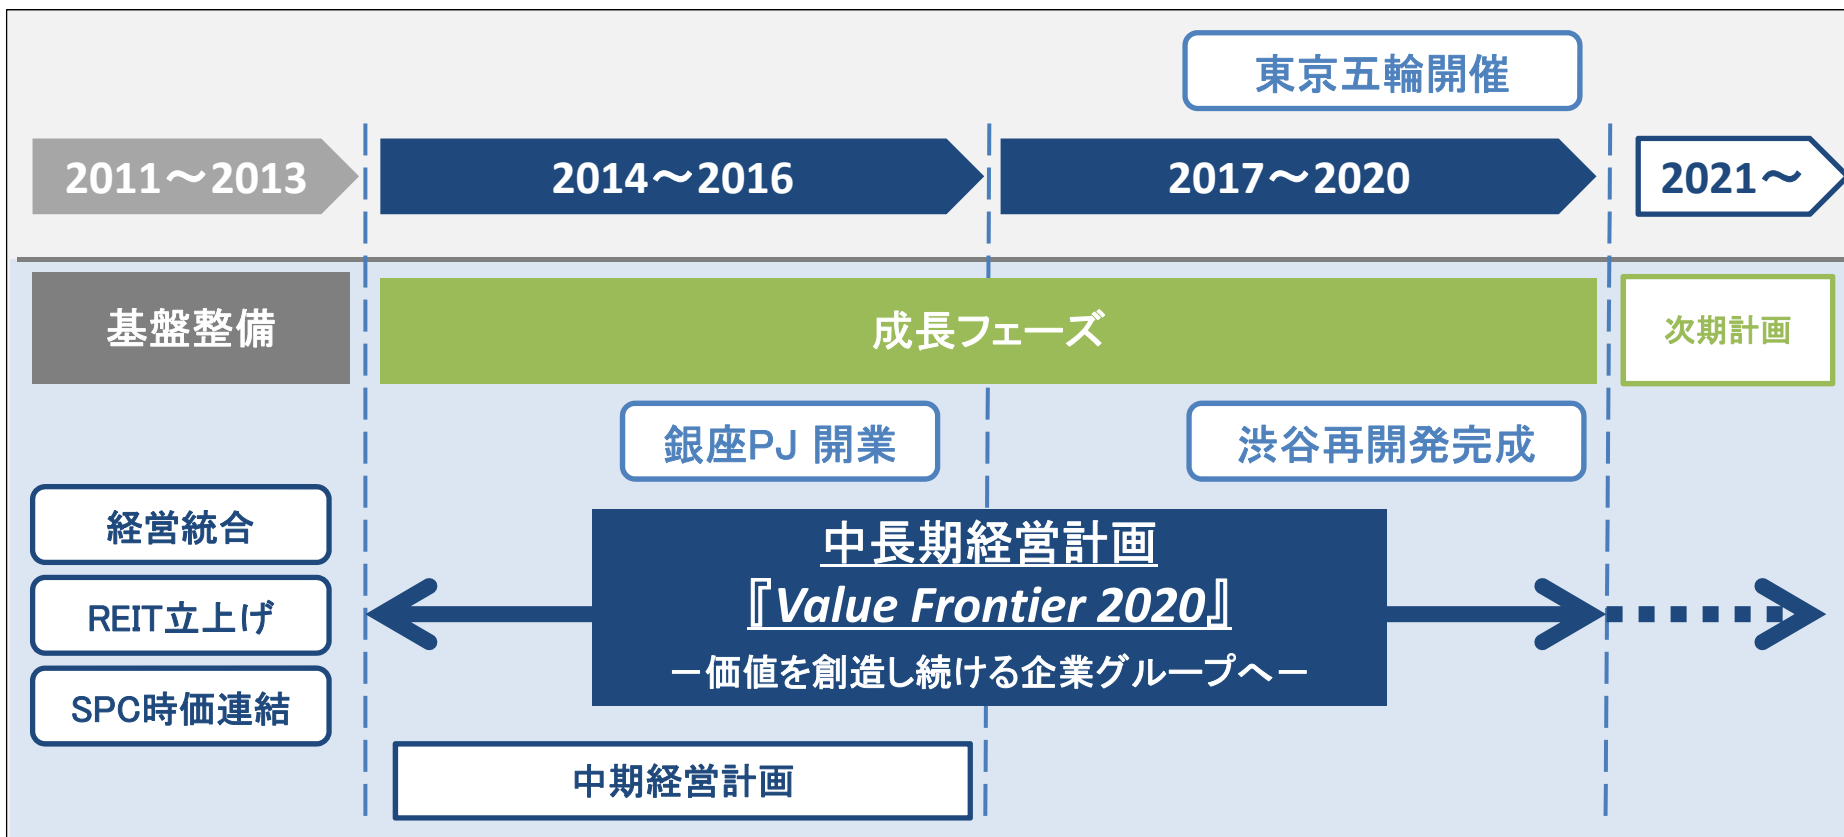 東京五輪開催
2011～2013
2014～2016
2017～2020
2021～
基盤整備
成長フェーズ
次期計画
銀座PJ 開業
渋谷再開発完成
経営統合
REIT立上げ
SPC時価連結
中長期経営計画
『Value Frontier 2020』
－価値を創造し続ける企業グループへ－
中期経営計画